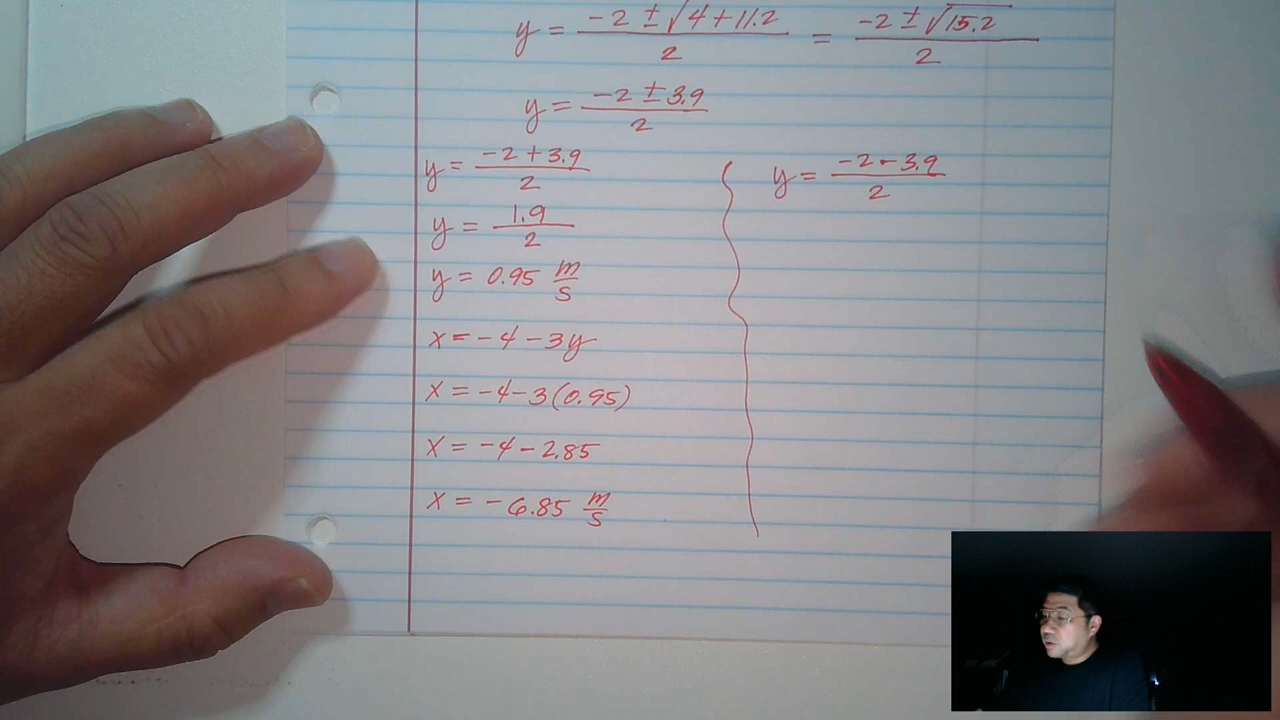 y = (-2 ± √(4 + 11.2))/2 = (-2 ± √15.2)/2
y = (-2 ± 3.9)/2
y = (-2 + 3.9)/2
y = 1.9/2
y = 0.95 m/s
x = -4 - 3y
x = -4 - 3(0.95)
x = -4 - 2.85
x = -6.85 m/s
y = (-2 - 3.9)/2